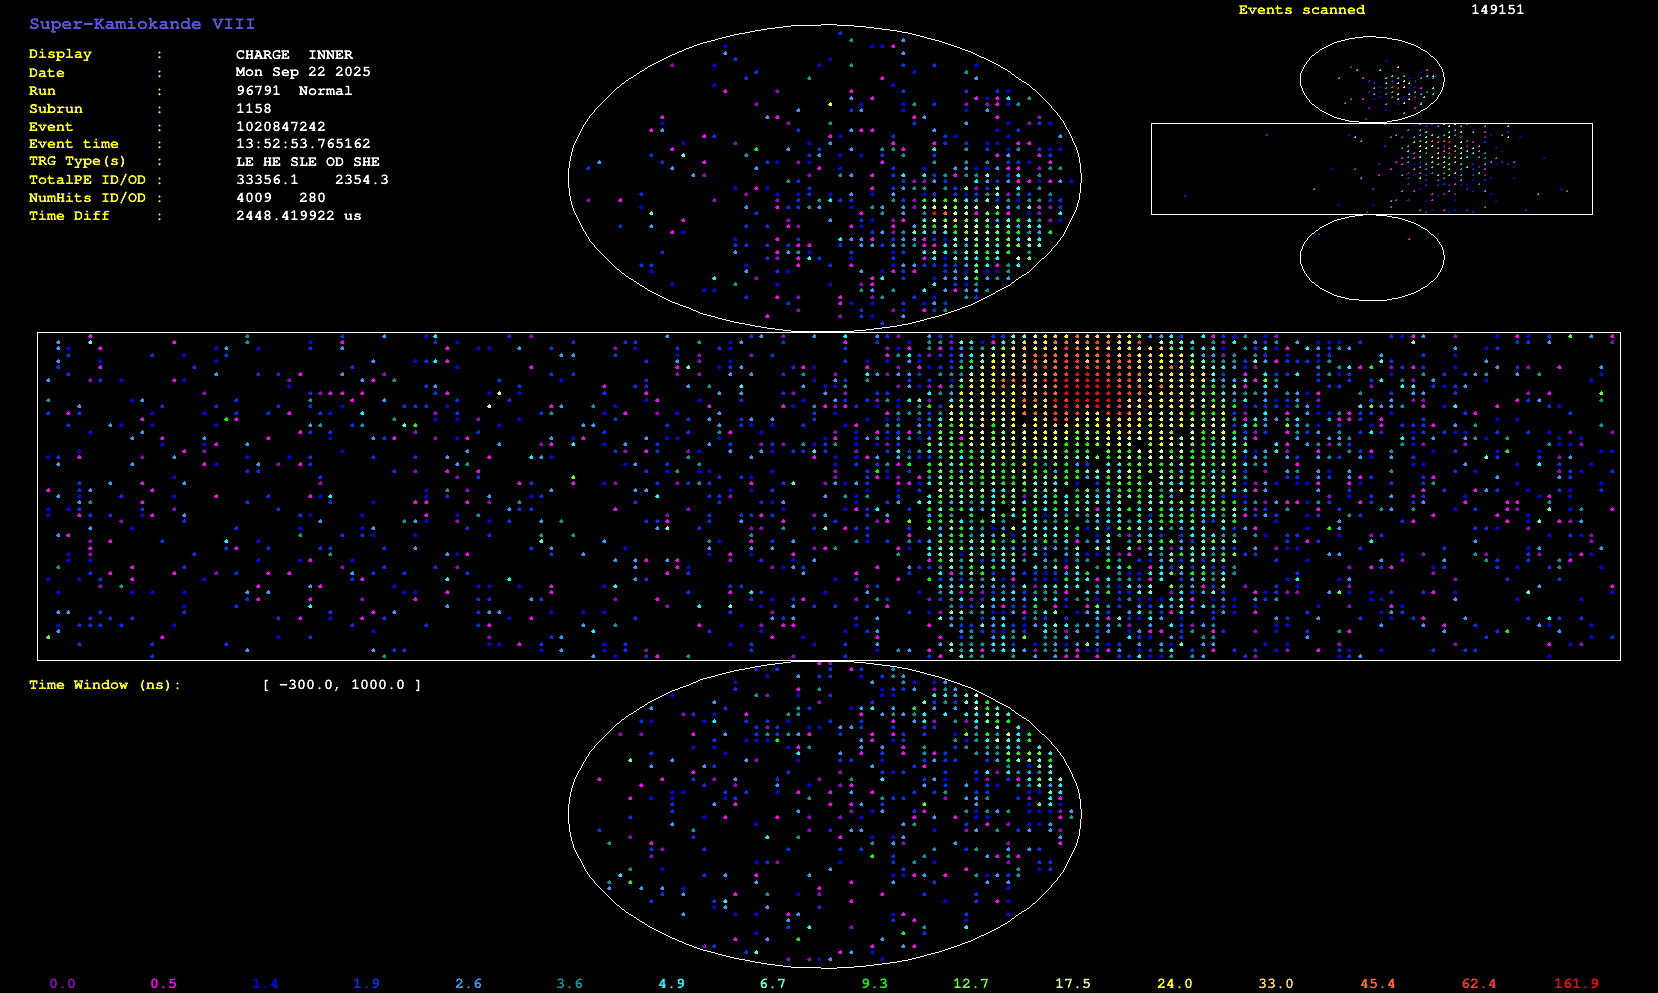 Super-Kamiokande VIII
Display : CHARGE INNER
Date : Mon Sep 22 2025
Run : 96791 Normal
Subrun : 1158
Event : 1020847242
Event time : 13:52:53.765162
TRG Type(s) : LE HE SLE OD SHE
TotalPE ID/OD : 33356.1 2354.3
NumHits ID/OD : 4009 280
Time Diff : 2448.419922 us
Events scanned 149151
Time Window (ns): [ -300.0, 1000.0 ]
0.0 0.5 1.4 1.9 2.6 3.6 4.9 6.7 9.3 12.7 17.5 24.0 33.0 45.4 62.4 161.9